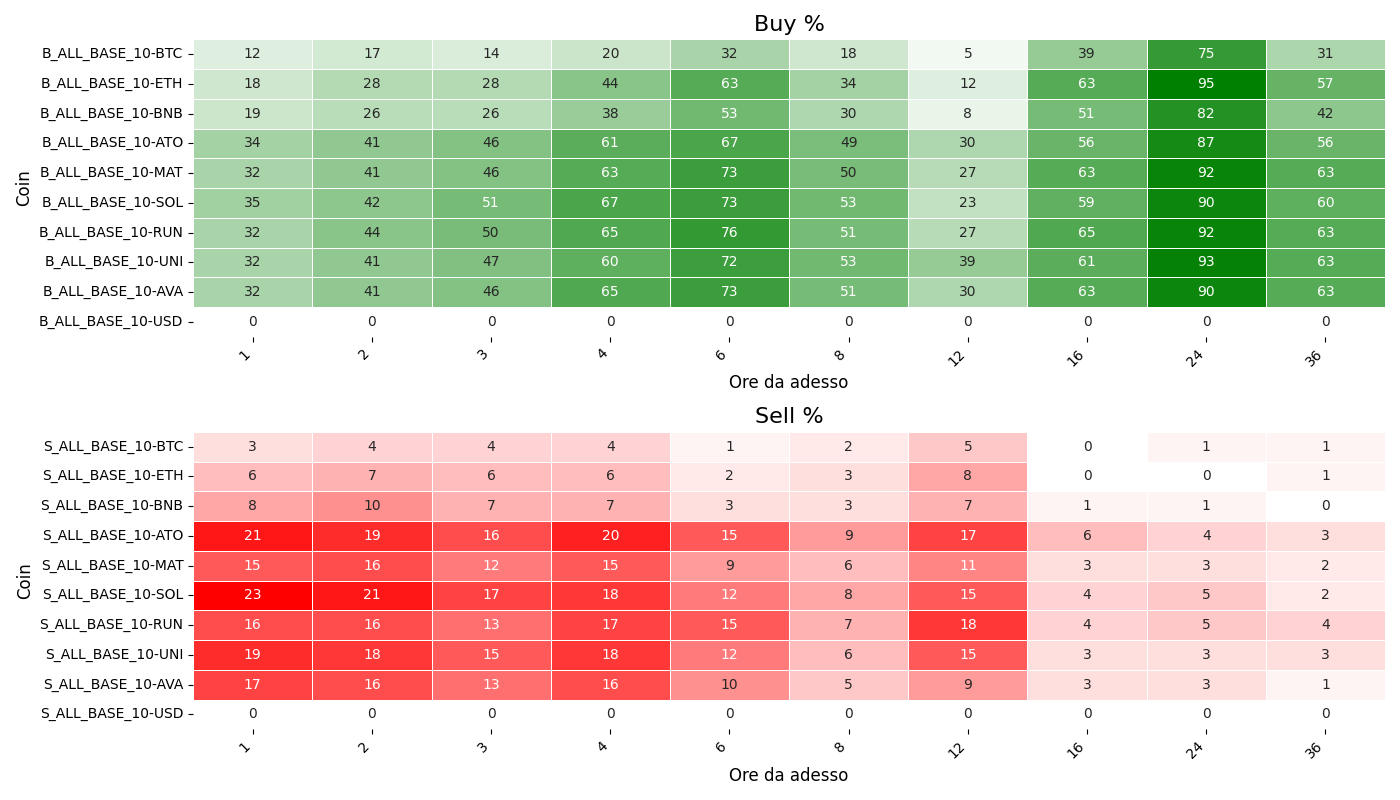 Buy %
Coin
B_ALL_BASE_10-BTC 12 17 14 20 32 18 5 39 75 31
B_ALL_BASE_10-ETH 18 28 28 44 63 34 12 63 95 57
B_ALL_BASE_10-BNB 19 26 26 38 53 30 8 51 82 42
B_ALL_BASE_10-ATO 34 41 46 61 67 49 30 56 87 56
B_ALL_BASE_10-MAT 32 41 46 63 73 50 27 63 92 63
B_ALL_BASE_10-SOL 35 42 51 67 73 53 23 59 90 60
B_ALL_BASE_10-RUN 32 44 50 65 76 51 27 65 92 63
B_ALL_BASE_10-UNI 32 41 47 60 72 53 39 61 93 63
B_ALL_BASE_10-AVA 32 41 46 65 73 51 30 63 90 63
B_ALL_BASE_10-USD 0 0 0 0 0 0 0 0 0 0
1 2 3 4 6 8 12 16 24 36
Ore da adesso
Sell %
Coin
S_ALL_BASE_10-BTC 3 4 4 4 1 2 5 0 1 1
S_ALL_BASE_10-ETH 6 7 6 6 2 3 8 0 0 1
S_ALL_BASE_10-BNB 8 10 7 7 3 3 7 1 1 0
S_ALL_BASE_10-ATO 21 19 16 20 15 9 17 6 4 3
S_ALL_BASE_10-MAT 15 16 12 15 9 6 11 3 3 2
S_ALL_BASE_10-SOL 23 21 17 18 12 8 15 4 5 2
S_ALL_BASE_10-RUN 16 16 13 17 15 7 18 4 5 4
S_ALL_BASE_10-UNI 19 18 15 18 12 6 15 3 3 3
S_ALL_BASE_10-AVA 17 16 13 16 10 5 9 3 3 1
S_ALL_BASE_10-USD 0 0 0 0 0 0 0 0 0 0
1 2 3 4 6 8 12 16 24 36
Ore da adesso